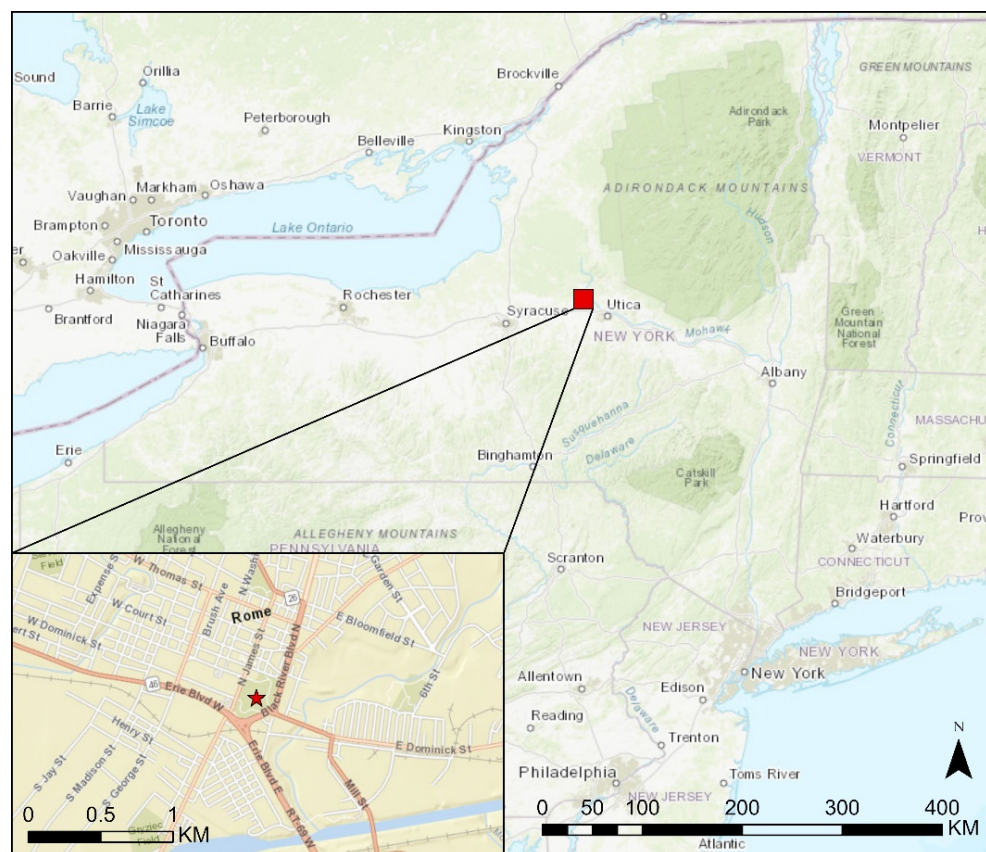 Sound
Orillia
Barrie
Lake
Simcoe
Peterborough
Belleville
Kingston
Brockville
Adirondack
Park
GREEN MOUNTAINS
Montpelier
VERMONT
Vaughan
Markham
Oshawa
Brampton
Toronto
Mississauga
Oakville
Hamilton
St
Catharines
Brantford
Niagara
Falls
Buffalo
Lake Ontario
ADIRONDACK MOUNTAINS
Hudson
Rochester
Syracuse
Utica
NEW YORK
Mohawk
Green
Mountain
National
Forest
Albany
Connecticut
MASSACHU
Erie
Binghamton
Susquehanna
Delaware
Catskill
Park
Springfield
Hartford
Prov
Waterbury
CONNECTICUT
Bridgeport
Allegheny
National
Forest
ALLEGHENY MOUNTAINS
PENNSYLVANIA
Scranton
NEW JERSEY
NEW YORK
New York
Allentown
Edison
Reading
Delaware
Trenton
Philadelphia
NEW JERSEY
Toms River
Atlantic
N
0 50 100 200 300 400
KM
Field
Expense St
W Thomas St
Brush Ave
N Wash
26
E Garden St
Rome
W Court St
E Bloomfield St
W Dominick St
ert St
N James St
Black River Blvd N
6th St
46
Erie Blvd W
Henry St
E Dominick St
S Jay St
S Madison St
S George St
Erie Blvd E
Mill St
RT-69 W
Gryziec
Field
0 0.5 1
KM